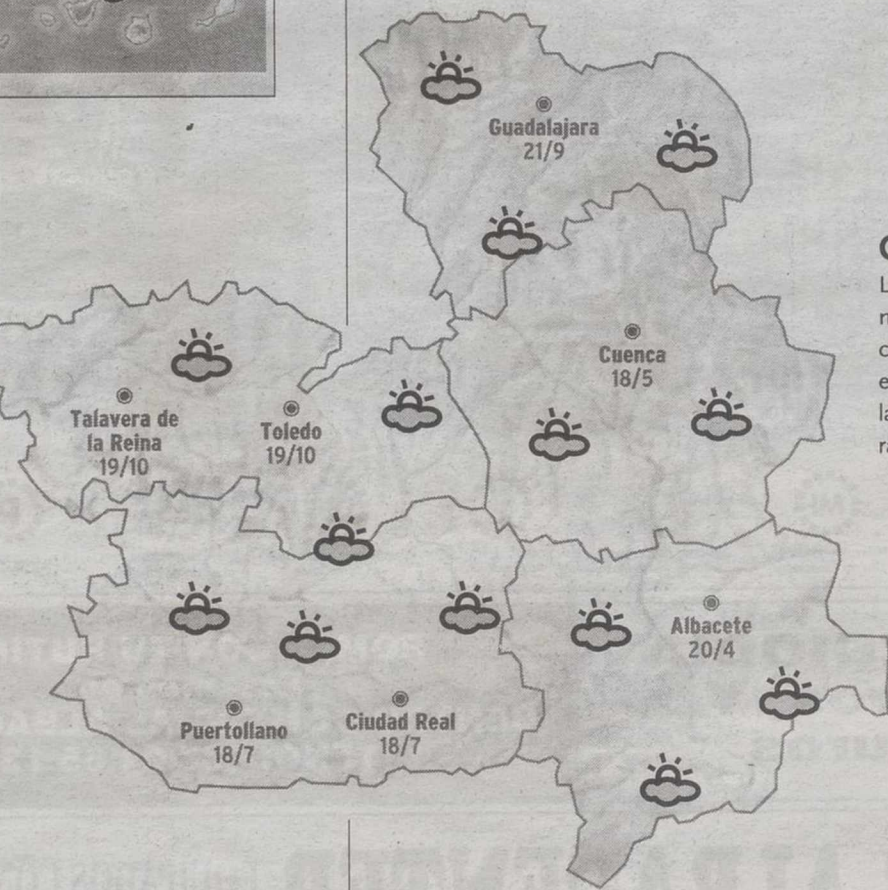 Guadalajara
21/9
Cuenca
18/5
Talavera de
la Reina
19/10
Toledo
19/10
Albacete
20/4
Puertollano
18/7
Ciudad Real
18/7